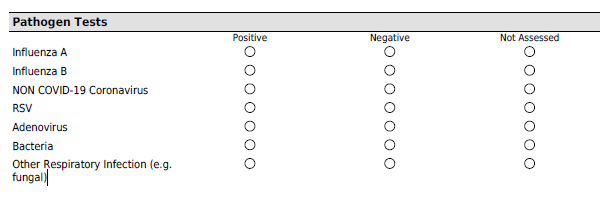 Pathogen Tests
Positive Negative Not Assessed
Influenza A
Influenza B
NON COVID-19 Coronavirus
RSV
Adenovirus
Bacteria
Other Respiratory Infection (e.g.
fungal)